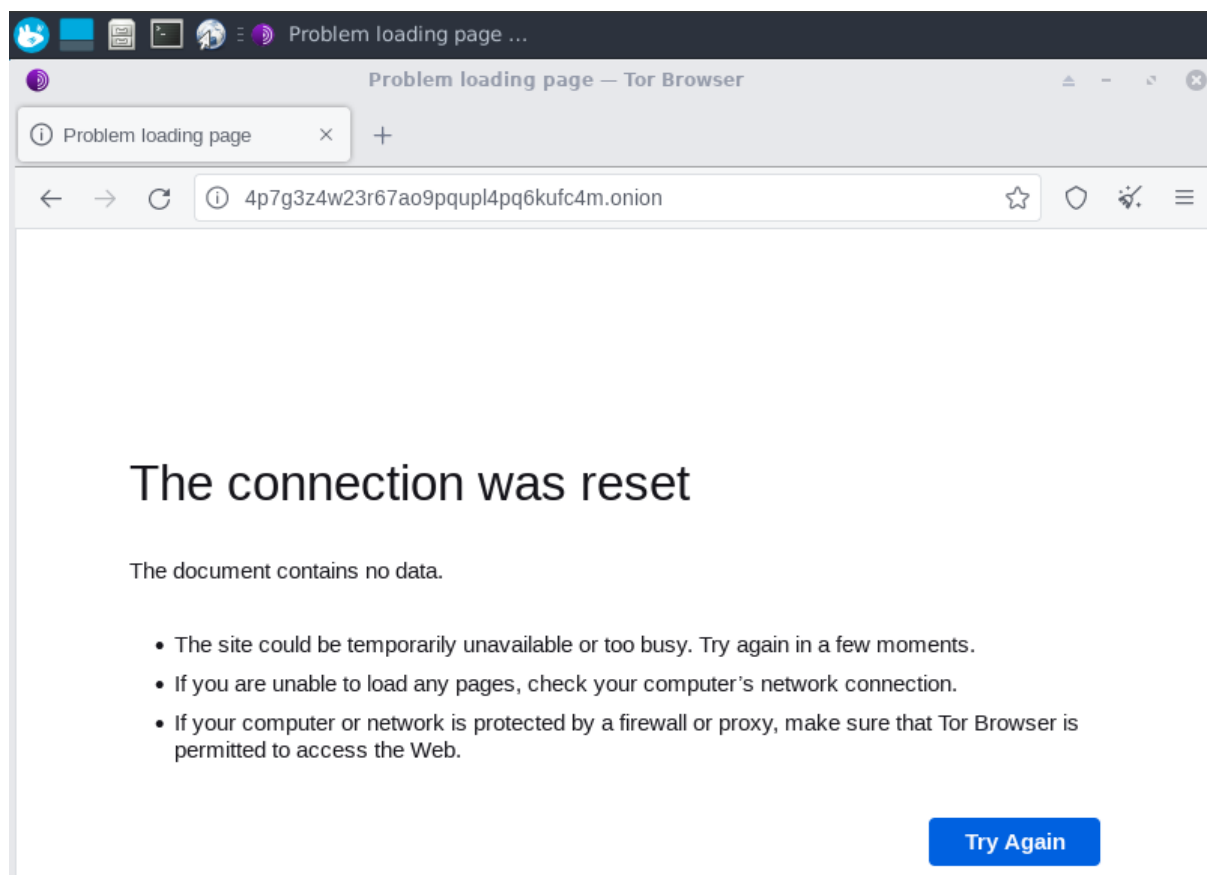 Problem loading page ...
Problem loading page — Tor Browser
Problem loading page
4p7g3z4w23r67ao9pqupl4pq6kufc4m.onion
The connection was reset
The document contains no data.
The site could be temporarily unavailable or too busy. Try again in a few moments.
If you are unable to load any pages, check your computer’s network connection.
If your computer or network is protected by a firewall or proxy, make sure that Tor Browser is
permitted to access the Web.
Try Again